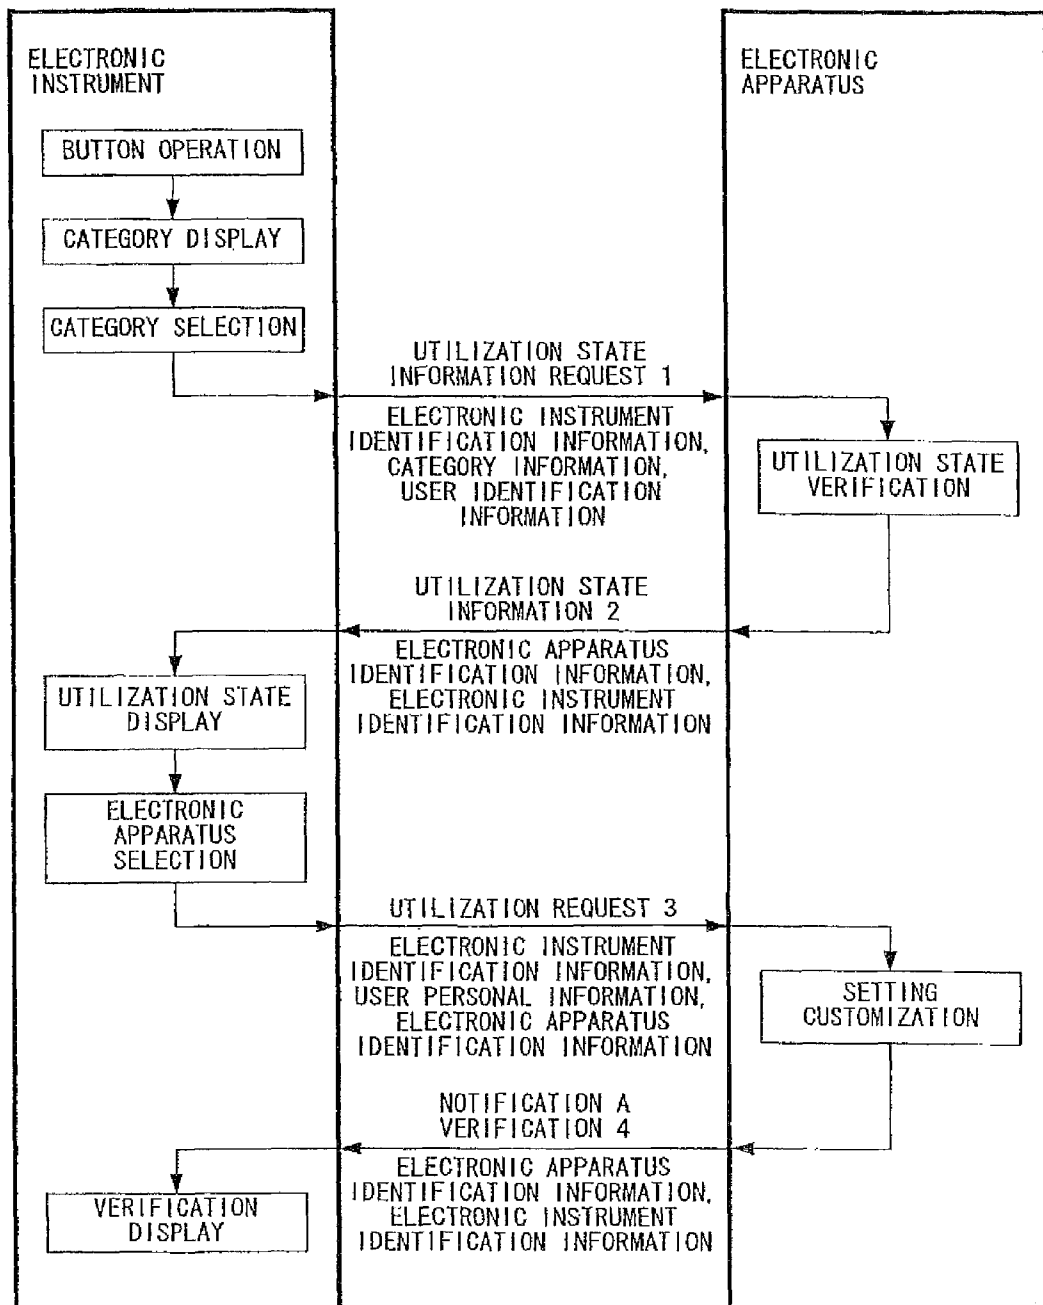 ELECTRONIC
INSTRUMENT
ELECTRONIC
APPARATUS
BUTTON OPERATION
CATEGORY DISPLAY
CATEGORY SELECTION
UTILIZATION STATE
INFORMATION REQUEST 1
ELECTRONIC INSTRUMENT
IDENTIFICATION INFORMATION,
CATEGORY INFORMATION,
USER IDENTIFICATION
INFORMATION
UTILIZATION STATE
VERIFICATION
UTILIZATION STATE
INFORMATION 2
ELECTRONIC APPARATUS
IDENTIFICATION INFORMATION,
ELECTRONIC INSTRUMENT
IDENTIFICATION INFORMATION
UTILIZATION STATE
DISPLAY
ELECTRONIC
APPARATUS
SELECTION
UTILIZATION REQUEST 3
ELECTRONIC INSTRUMENT
IDENTIFICATION INFORMATION,
USER PERSONAL INFORMATION,
ELECTRONIC APPARATUS
IDENTIFICATION INFORMATION
SETTING
CUSTOMIZATION
NOTIFICATION A
VERIFICATION 4
ELECTRONIC APPARATUS
IDENTIFICATION INFORMATION,
ELECTRONIC INSTRUMENT
IDENTIFICATION INFORMATION
VERIFICATION
DISPLAY